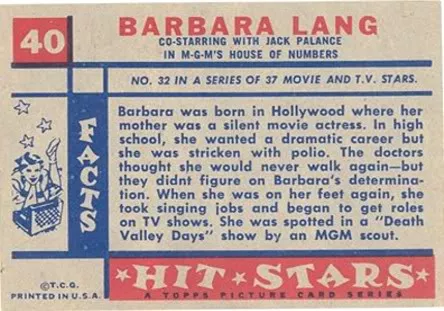 40
BARBARA LANG
CO-STARRING WITH JACK PALANCE
IN M-G-M'S HOUSE OF NUMBERS
NO. 32 IN A SERIES OF 37 MOVIE AND T.V. STARS.
FACTS
Barbara was born in Hollywood where her
mother was a silent movie actress. In high
school, she wanted a dramatic career but
she was stricken with polio. The doctors
thought she would never walk again—but
they didnt figure on Barbara's determina-
tion. When she was on her feet again, she
took singing jobs and began to get roles
on TV shows. She was spotted in a "Death
Valley Days" show by an MGM scout.
©T.C.G.
PRINTED IN U.S.A.
HIT STARS
A TOPPS PICTURE CARD SERIES